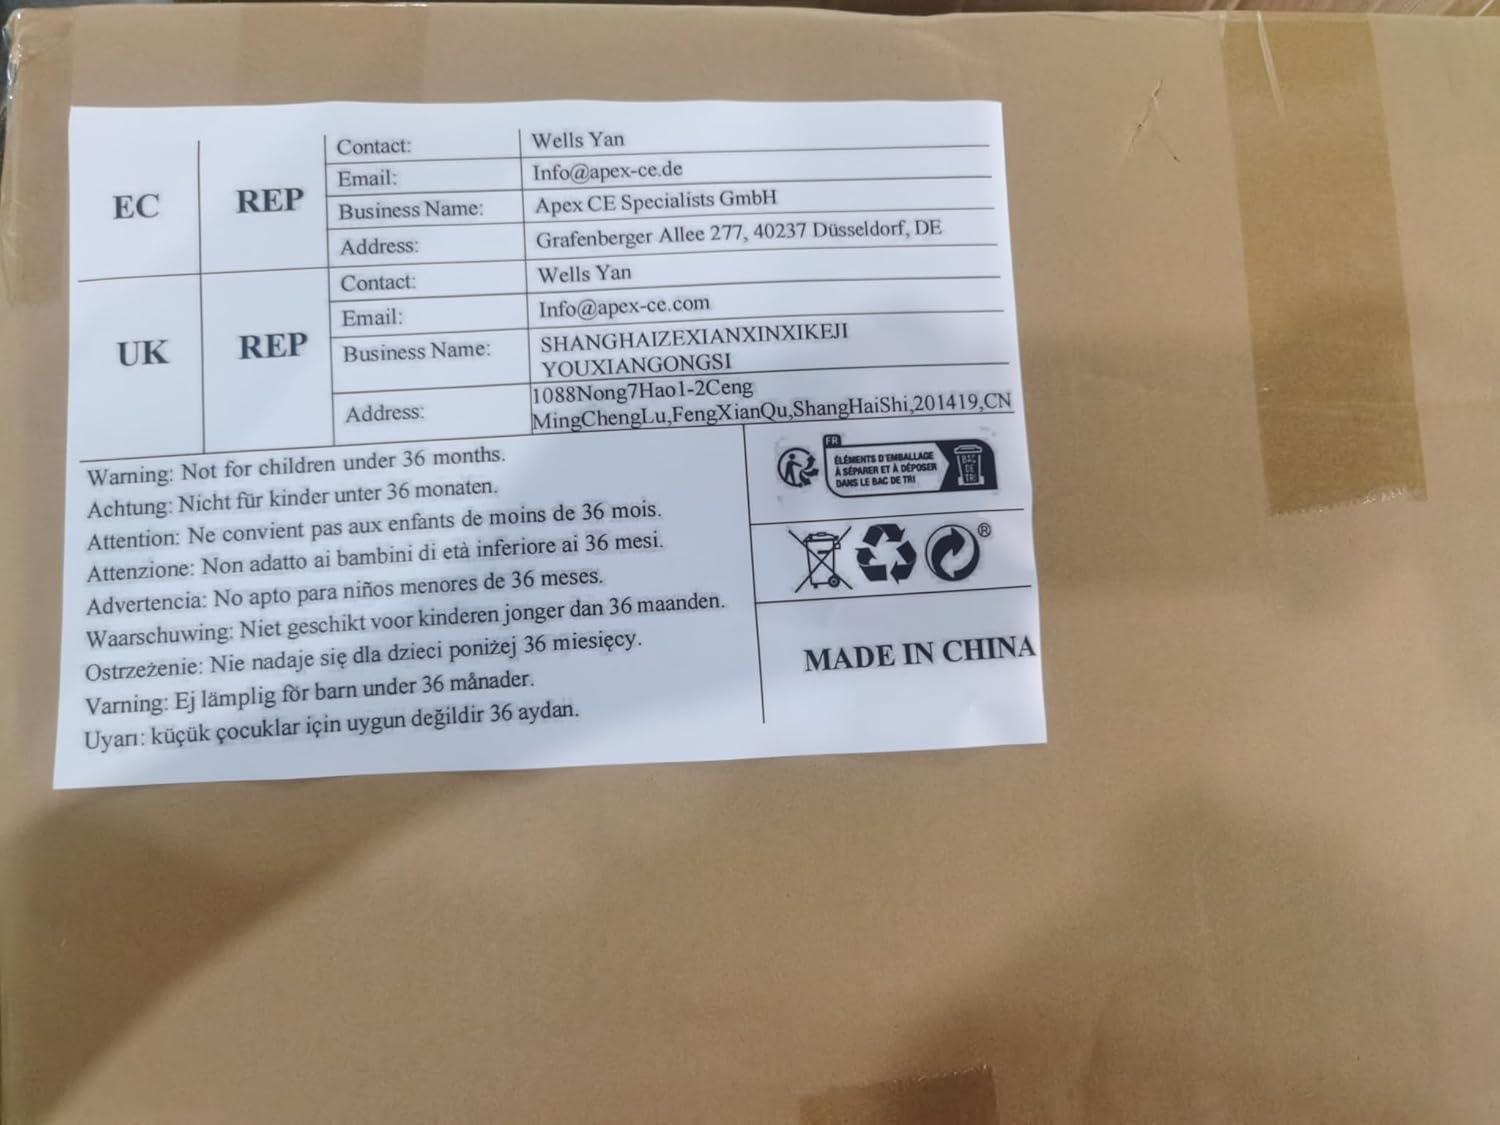 EC REP
Contact: Wells Yan
Email: Info@apex-ce.de
Business Name: Apex CE Specialists GmbH
Address: Grafenberger Allee 277, 40237 Düsseldorf, DE
UK REP
Contact: Wells Yan
Email: Info@apex-ce.com
Business Name: SHANGHAIZEXIANXINXIKEJI
YOUXIANGONGSI
Address: 1088Nong7Hao1-2Ceng
MingChengLu,FengXianQu,ShangHaiShi,201419,CN
Warning: Not for children under 36 months.
Achtung: Nicht für kinder unter 36 monaten.
Attention: Ne convient pas aux enfants de moins de 36 mois.
Attenzione: Non adatto ai bambini di età inferiore ai 36 mesi.
Advertencia: No apto para niños menores de 36 meses.
Waarschuwing: Niet geschikt voor kinderen jonger dan 36 maanden.
Ostrzeżenie: Nie nadaje się dla dzieci poniżej 36 miesięcy.
Varning: Ej lämplig för barn under 36 månader.
Uyarı: küçük çocuklar için uygun değildir 36 aydan.
FR
ÉLÉMENTS D'EMBALLAGE
À SÉPARER ET À DÉPOSER
DANS LE BAC DE TRI
BAC
DE
TRI
®
MADE IN CHINA